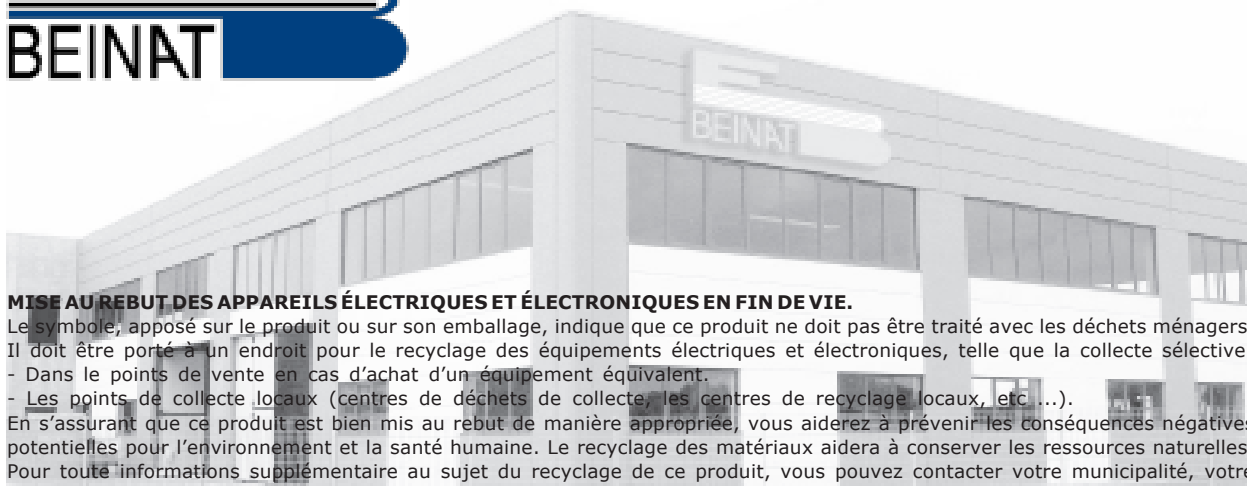 BEINAT
BEINAT
MISE AU REBUT DES APPAREILS ÉLECTRIQUES ET ÉLECTRONIQUES EN FIN DE VIE.
Le symbole, apposé sur le produit ou sur son emballage, indique que ce produit ne doit pas être traité avec les déchets ménagers
Il doit être porté à un endroit pour le recyclage des équipements électriques et électroniques, telle que la collecte sélective
- Dans le points de vente en cas d'achat d'un équipement équivalent.
- Les points de collecte locaux (centres de déchets de collecte, les centres de recyclage locaux, etc ...).
En s'assurant que ce produit est bien mis au rebut de manière appropriée, vous aiderez à prévenir les conséquences négatives
potentielles pour l'environnement et la santé humaine. Le recyclage des matériaux aidera à conserver les ressources naturelles
Pour toute informations supplémentaire au sujet du recyclage de ce produit, vous pouvez contacter votre municipalité, votre